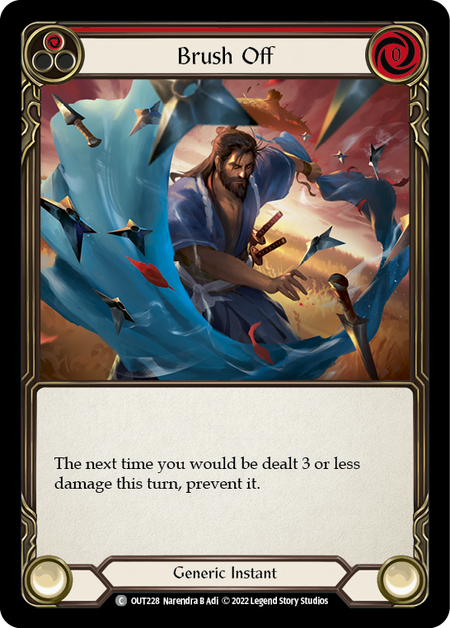 Brush Off
0
The next time you would be dealt 3 or less
damage this turn, prevent it.
Generic Instant
C OUT228 Narendra B Adi © 2022 Legend Story Studios